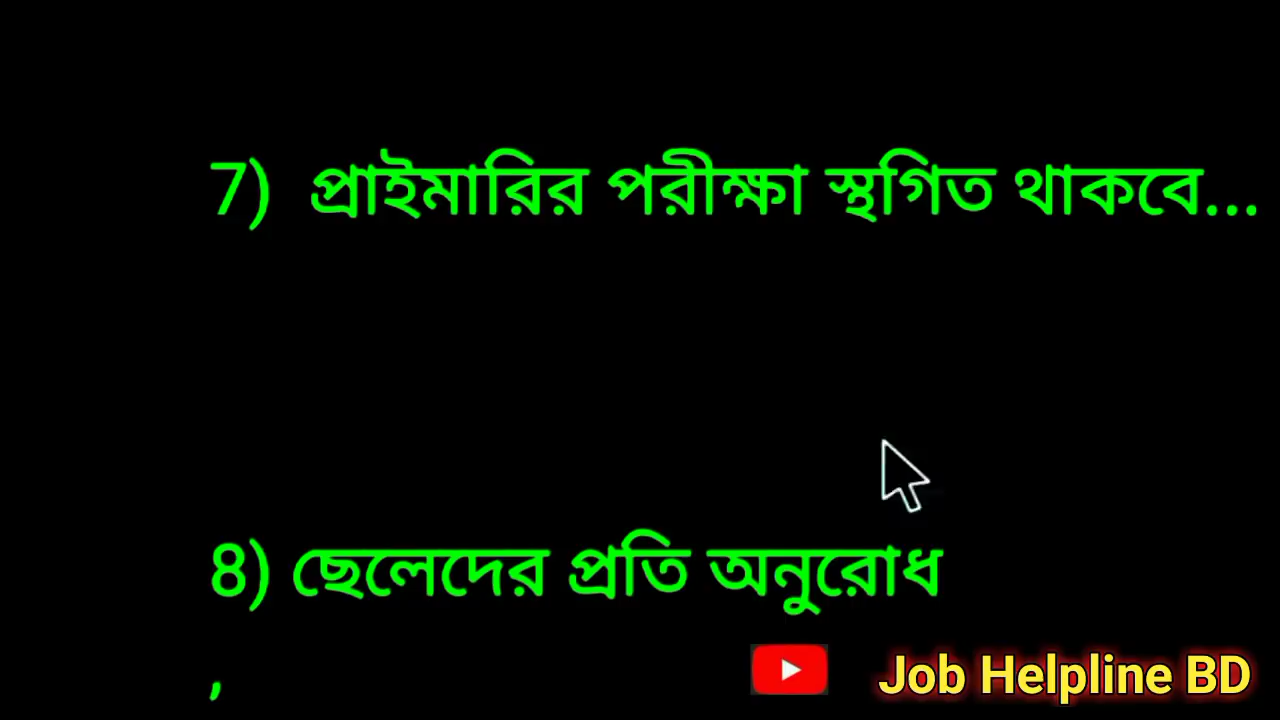 7) প্রাইমারির পরীক্ষা স্থগিত থাকবে...
8) ছেলেদের প্রতি অনুরোধ
,
Job Helpline BD